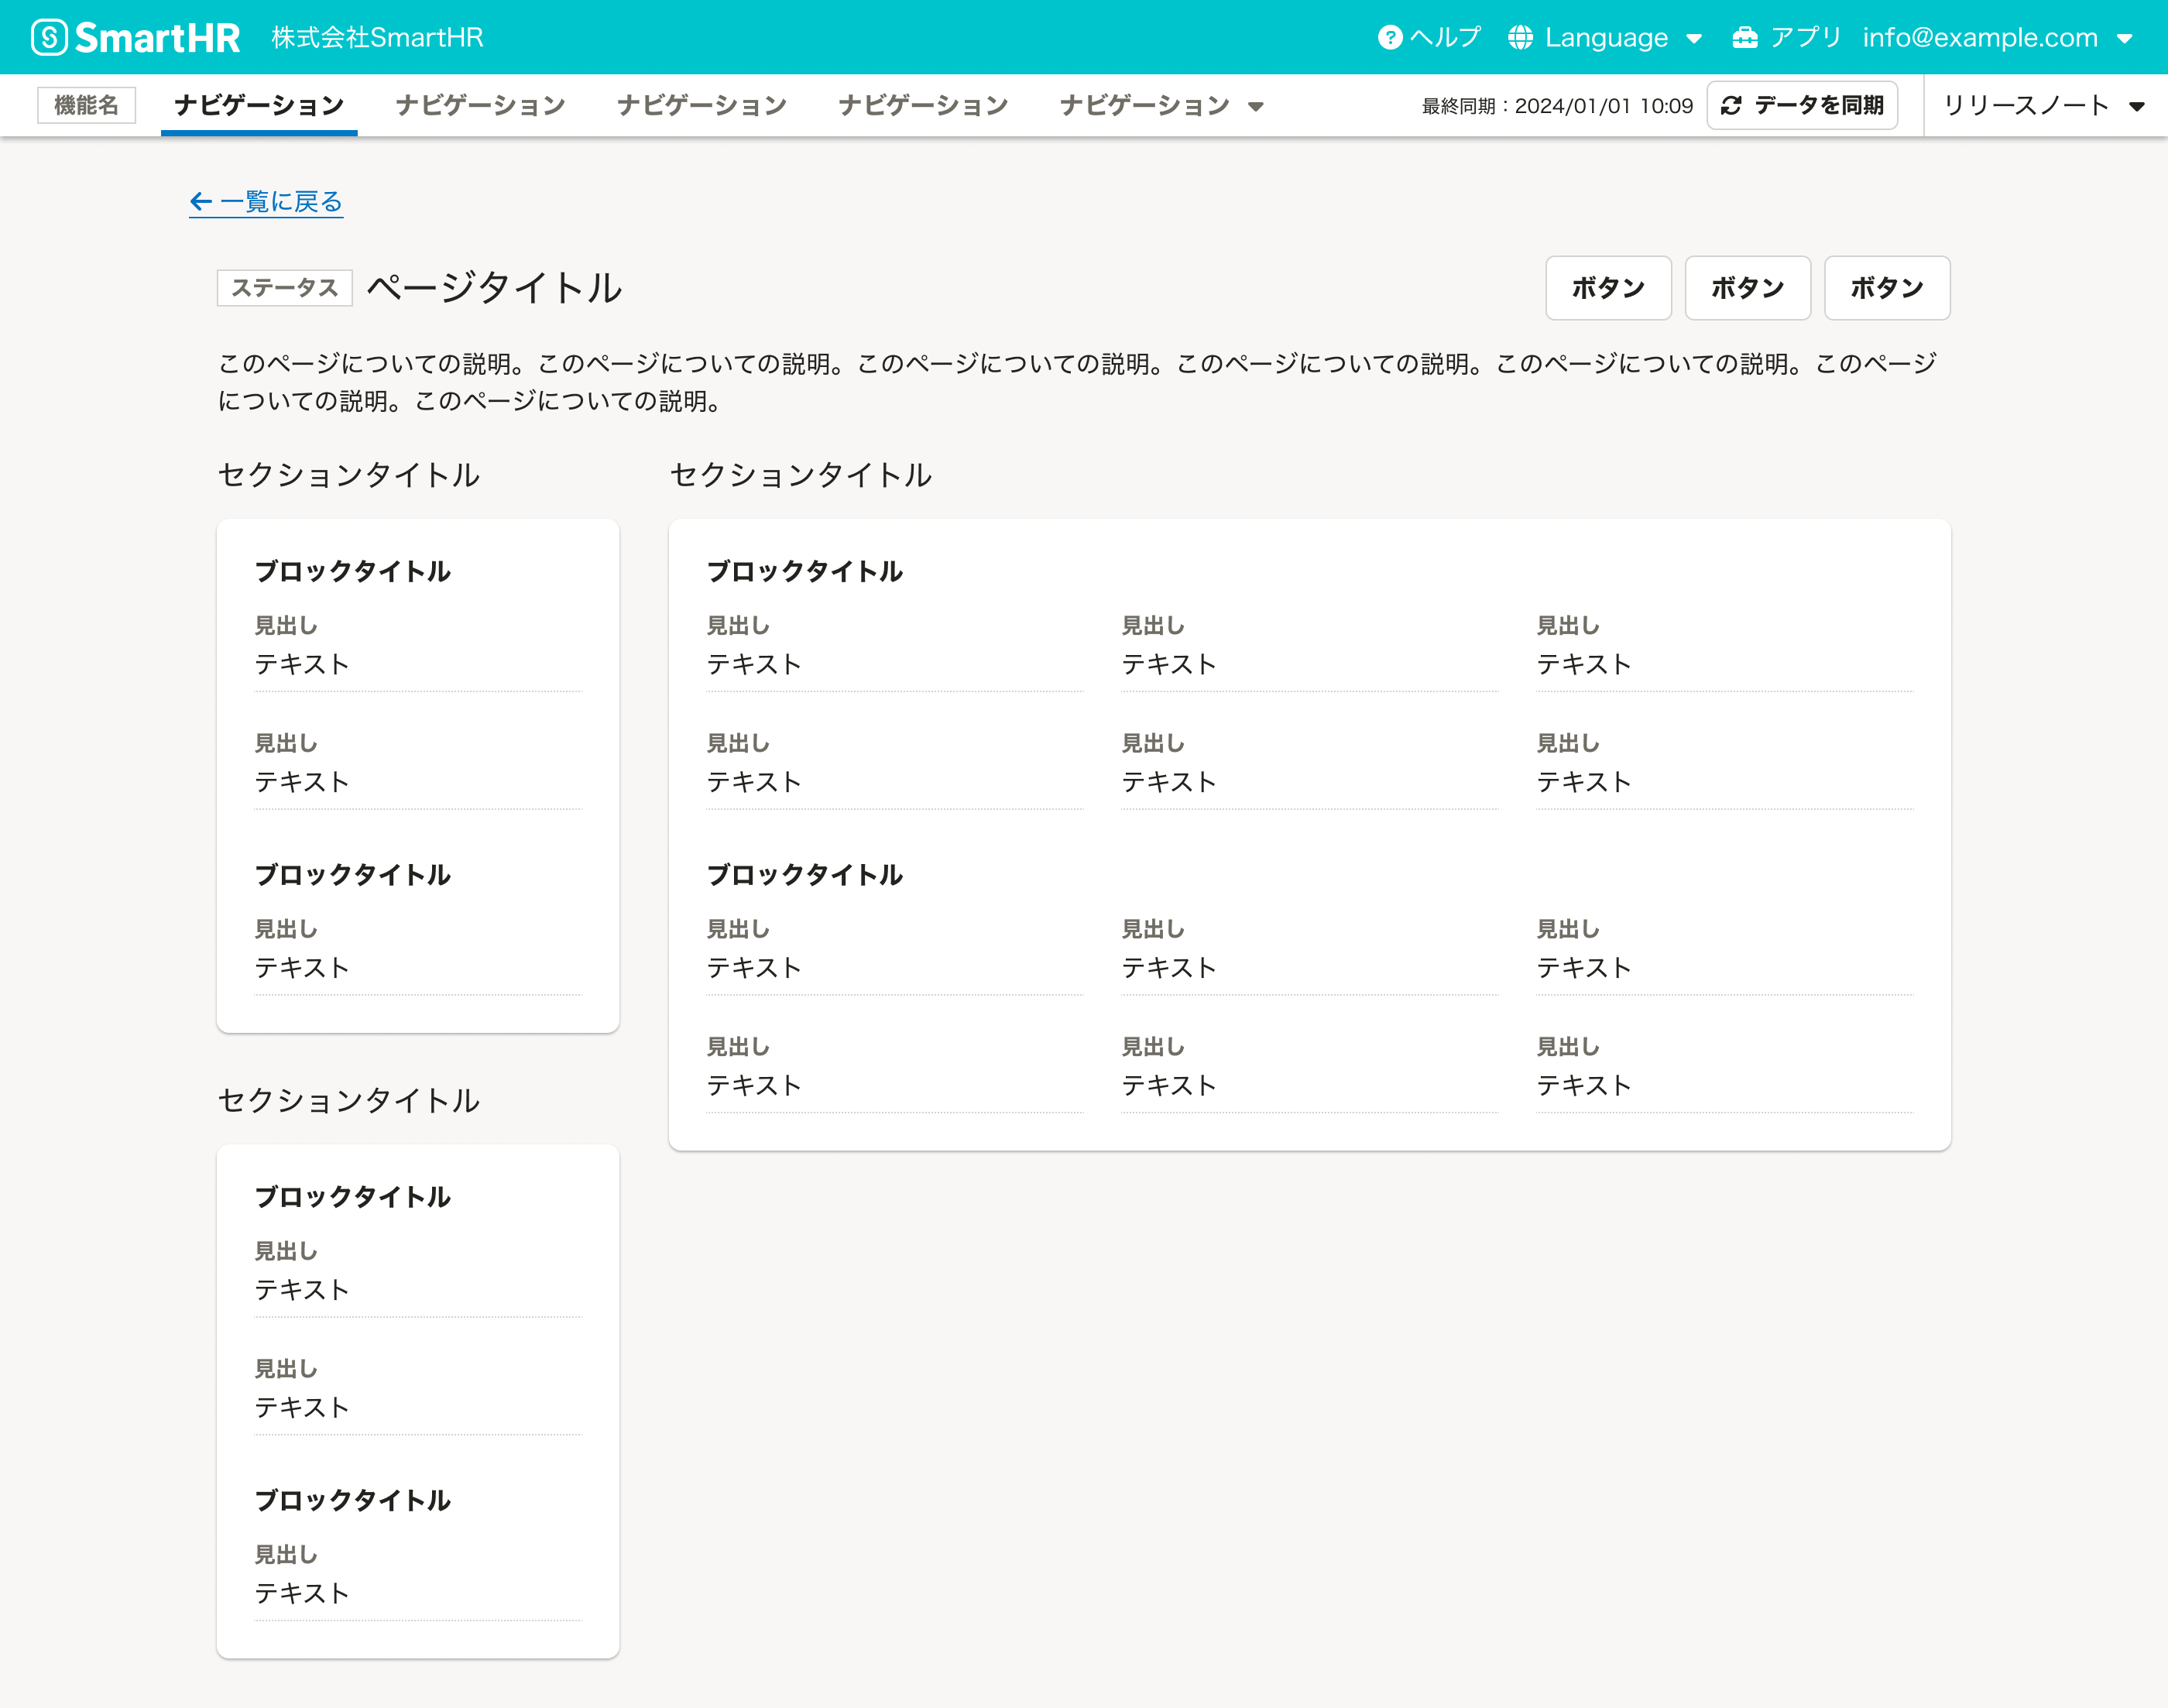 SmartHR 株式会社SmartHR ヘルプ Language アプリ info@example.com
機能名 ナビゲーション ナビゲーション ナビゲーション ナビゲーション ナビゲーション 最終同期：2024/01/01 10:09 データを同期 リリースノート
一覧に戻る
ステータス ページタイトル ボタン ボタン ボタン
このページについての説明。このページについての説明。このページについての説明。このページについての説明。このページについての説明。このページ
についての説明。このページについての説明。
セクションタイトル
ブロックタイトル
見出し
テキスト
見出し
テキスト
ブロックタイトル
見出し
テキスト
セクションタイトル
ブロックタイトル
見出し
テキスト
見出し
テキスト
ブロックタイトル
見出し
テキスト
セクションタイトル
ブロックタイトル
見出し 見出し 見出し
テキスト テキスト テキスト
見出し 見出し 見出し
テキスト テキスト テキスト
ブロックタイトル
見出し 見出し 見出し
テキスト テキスト テキスト
見出し 見出し 見出し
テキスト テキスト テキスト